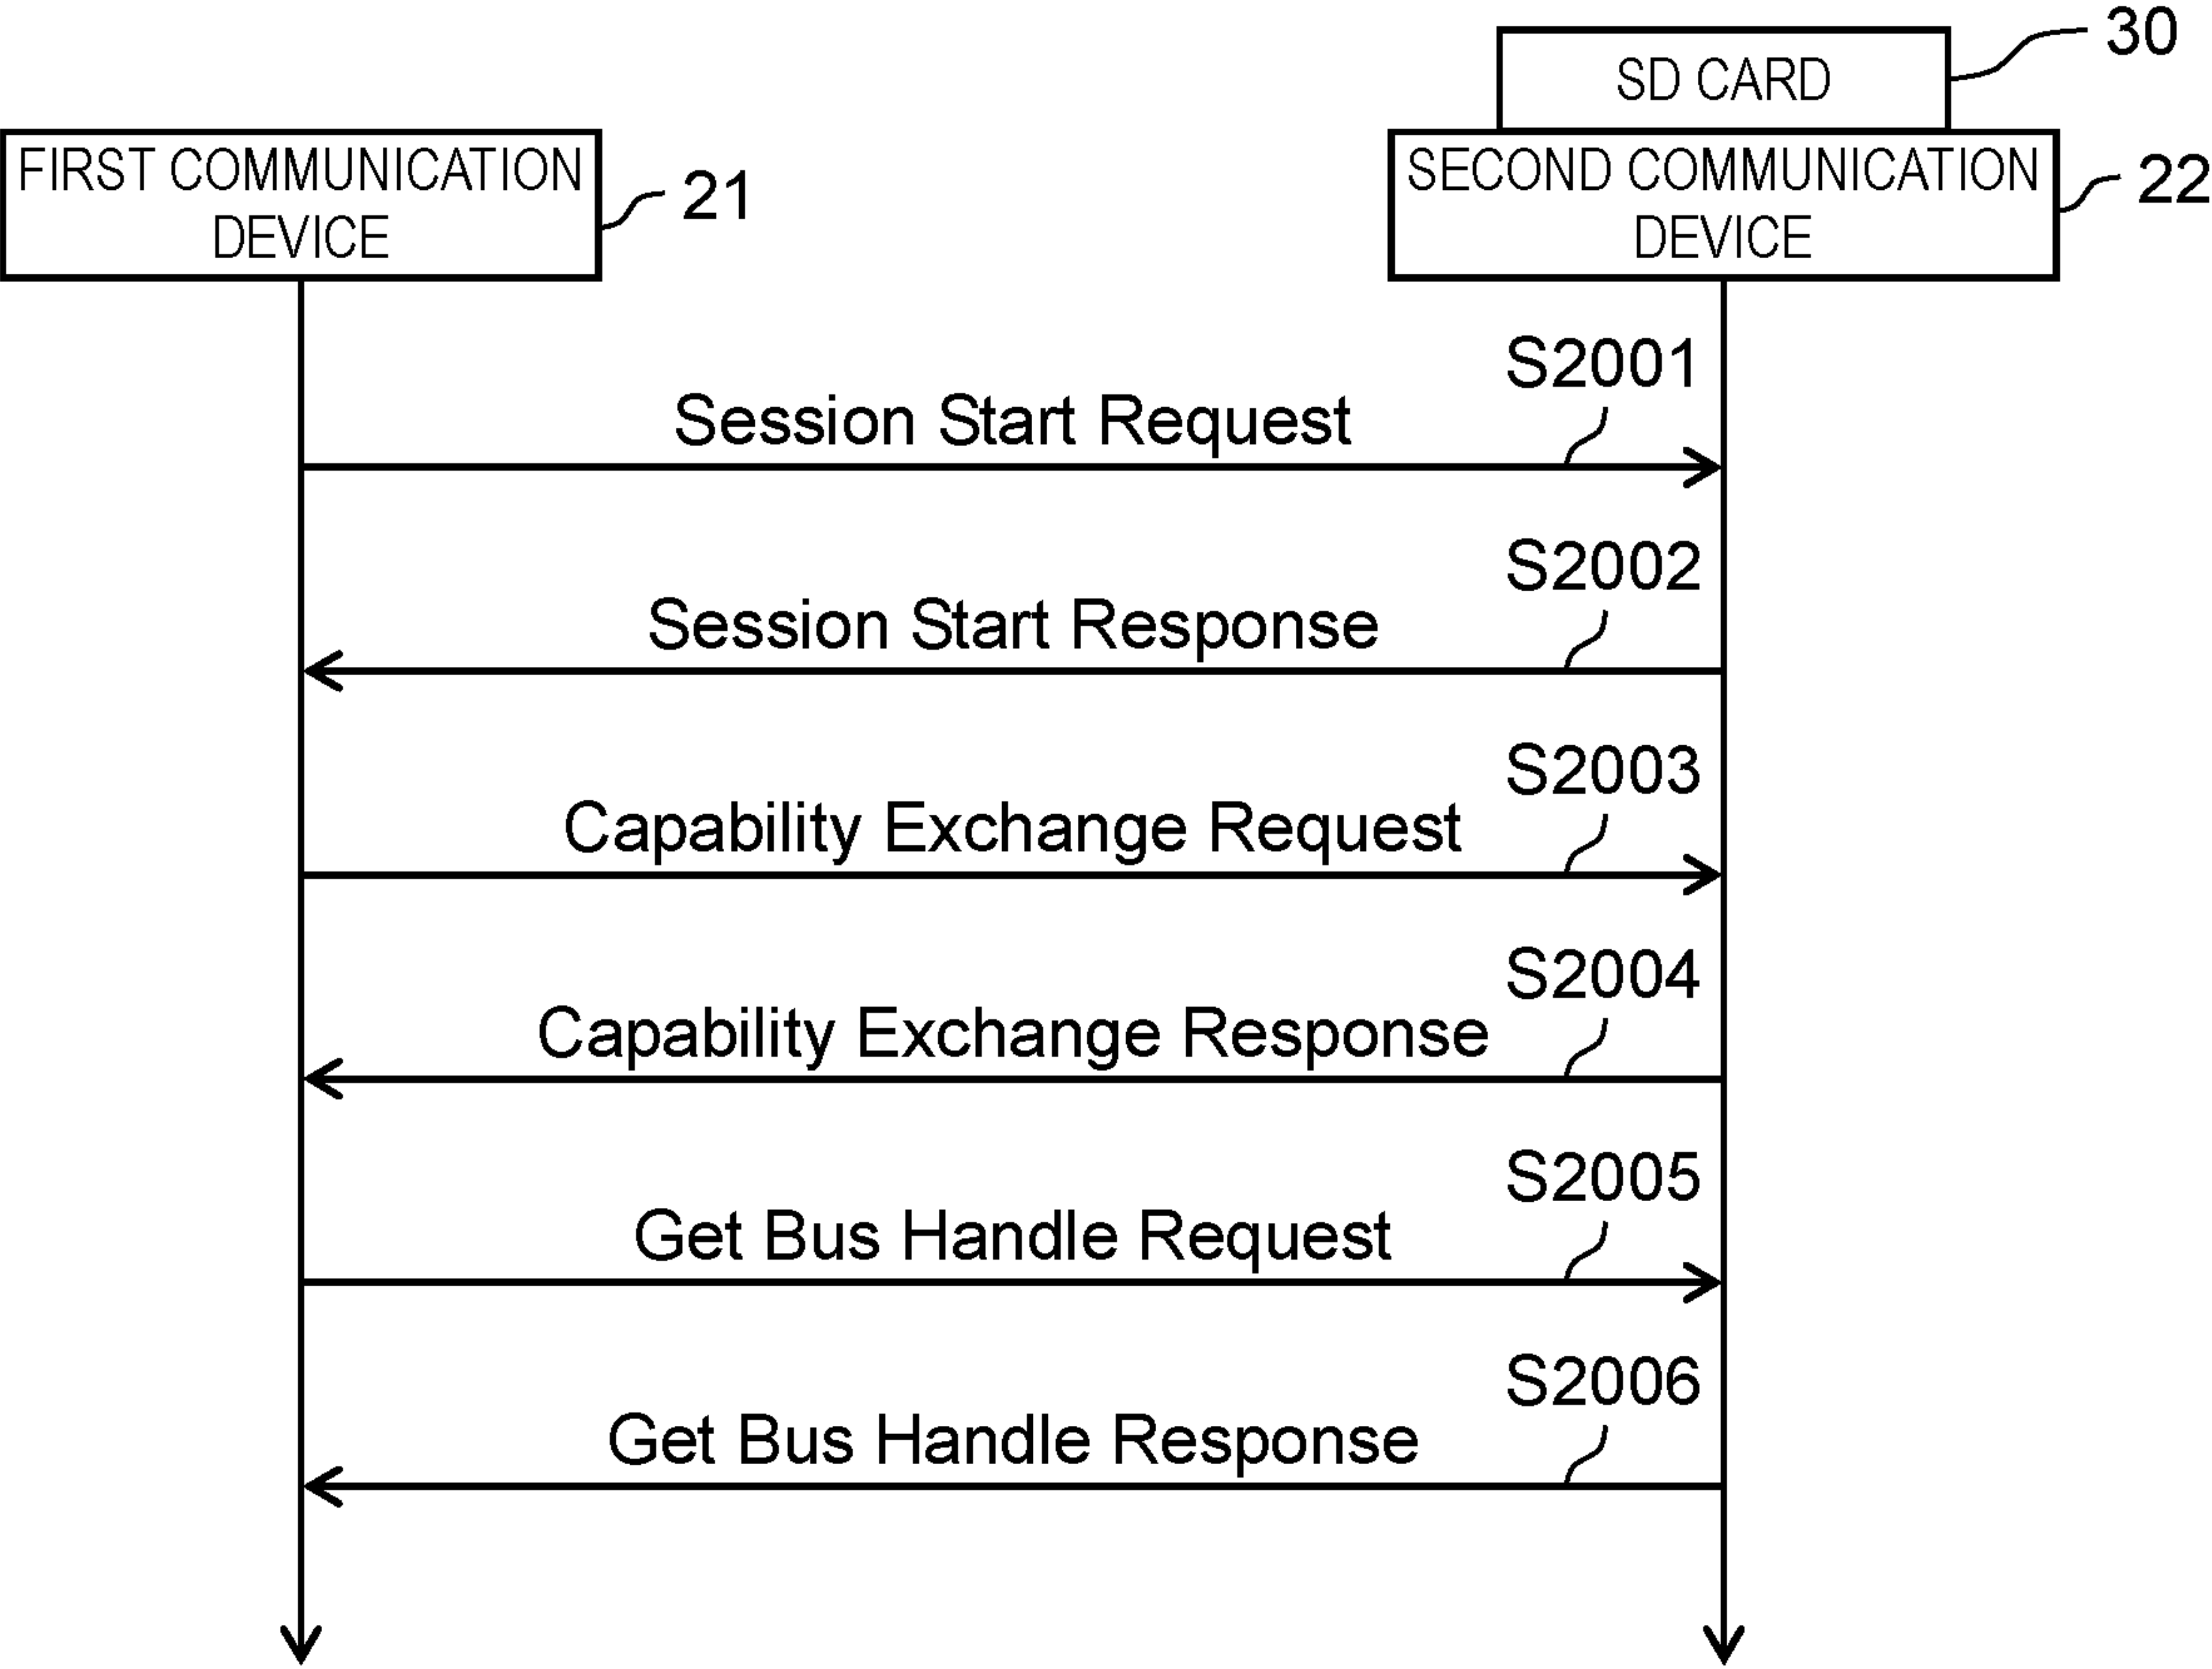 30
SD CARD
FIRST COMMUNICATION
DEVICE
21
SECOND COMMUNICATION
DEVICE
22
S2001
Session Start Request
S2002
Session Start Response
S2003
Capability Exchange Request
S2004
Capability Exchange Response
S2005
Get Bus Handle Request
S2006
Get Bus Handle Response